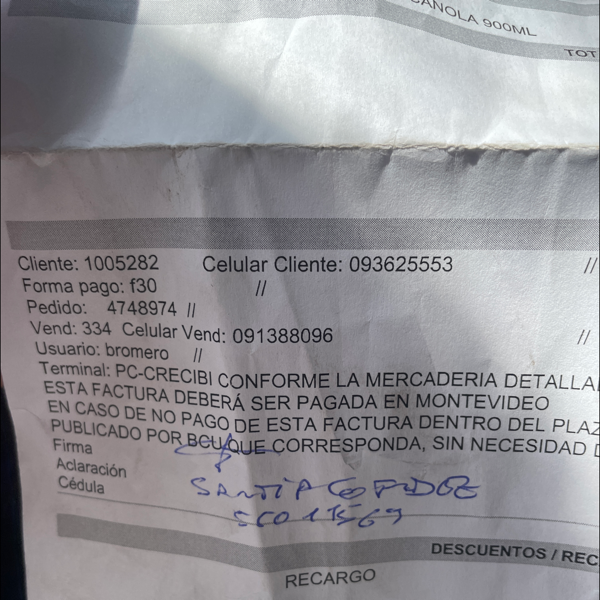 CANOLA 900ML
TOT
Cliente: 1005282 Celular Cliente: 093625553 //
Forma pago: f30 //
Pedido: 4748974 //
Vend: 334 Celular Vend: 091388096 //
Usuario: bromero //
Terminal: PC-CRECIBI CONFORME LA MERCADERIA DETALLA
ESTA FACTURA DEBERÁ SER PAGADA EN MONTEVIDEO
EN CASO DE NO PAGO DE ESTA FACTURA DENTRO DEL PLAZ
PUBLICADO POR BCU QUE CORRESPONDA, SIN NECESIDAD D
Firma
Aclaración
Cédula
DESCUENTOS / REC
RECARGO